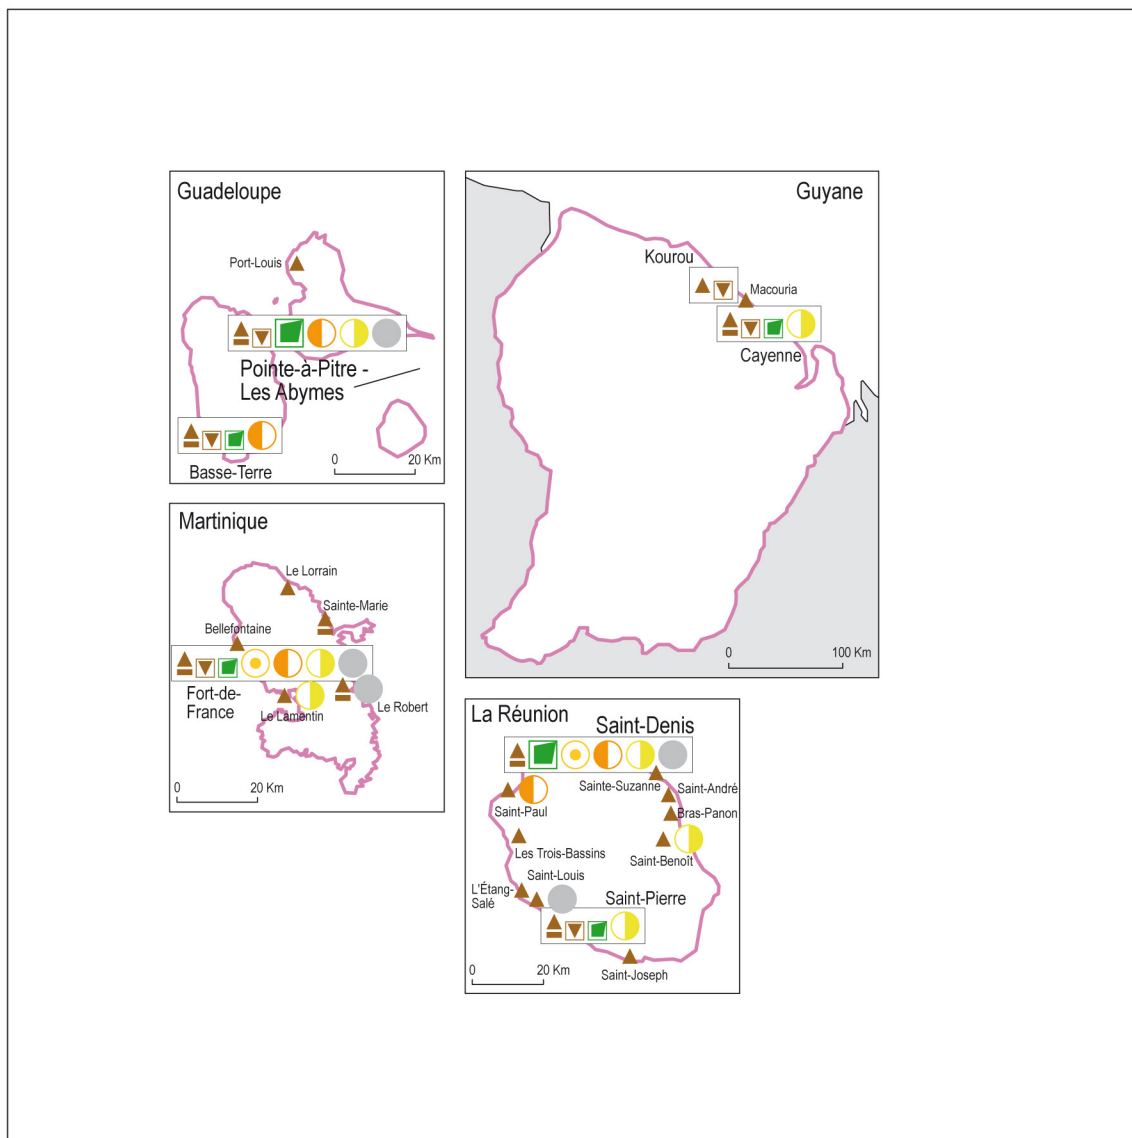 Guadeloupe
Port-Louis
Pointe-à-Pitre -
Les Abymes
Basse-Terre
0
20 Km
Guyane
Kourou
Macouria
Cayenne
0
100 Km
Martinique
Le Lorrain
Sainte-Marie
Bellefontaine
Fort-de-
France
Le Lamentin
Le Robert
0
20 Km
La Réunion
Saint-Denis
Sainte-Suzanne
Saint-André
Saint-Paul
Bras-Panon
Les Trois-Bassins
Saint-Benoît
Saint-Louis
L'Étang-
Salé
Saint-Pierre
0
20 Km
Saint-Joseph